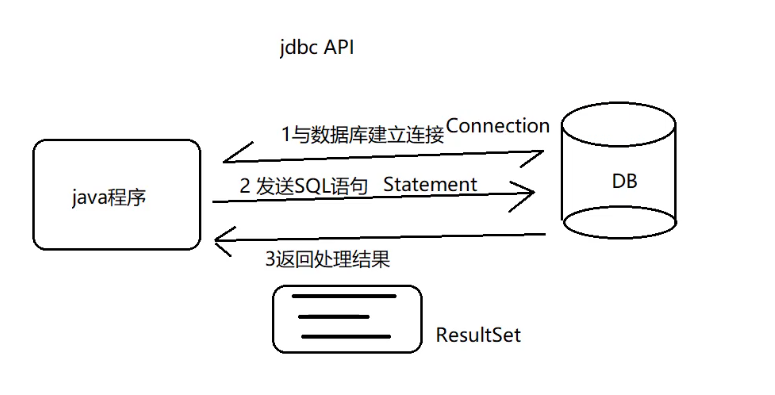 jdbc API
1与数据库建立连接 Connection
java程序
2 发送SQL语句 Statement
DB
3返回处理结果
ResultSet